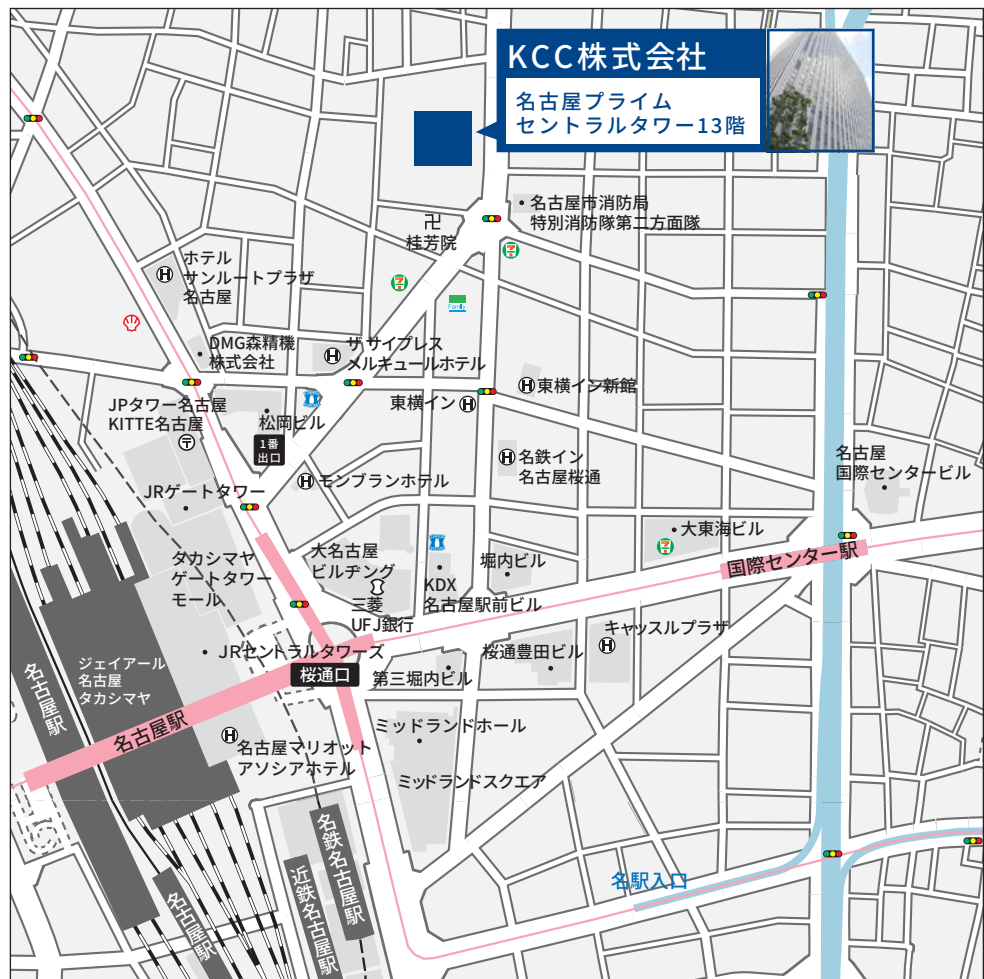 KCC株式会社
名古屋プライム
セントラルタワー13階
名古屋市消防局
特別消防隊第二方面隊
卍
桂芳院
7
7
Family
ホテル
サンルートプラザ
名古屋
H
DMG森精機
株式会社
ザ サイプレス
メルキュールホテル
H
東横イン新館
H
東横イン
H
JPタワー名古屋
KITTE名古屋
〒
松岡ビル
1番
出口
名鉄イン
名古屋桜通
H
モンブランホテル
H
名古屋
国際センタービル
JRゲートタワー
大東海ビル
7
国際センター駅
大名古屋
ビルヂング
堀内ビル
タカシマヤ
ゲートタワー
モール
KDX
名古屋駅前ビル
三菱
UFJ銀行
キャッスルプラザ
H
JRセントラルタワーズ
桜通豊田ビル
桜通口
第三堀内ビル
ジェイアール
名古屋
タカシマヤ
名古屋駅
名古屋駅
ミッドランドホール
名古屋マリオット
アソシアホテル
H
ミッドランドスクエア
名鉄名古屋駅
近鉄名古屋駅
名古屋駅
名駅入口